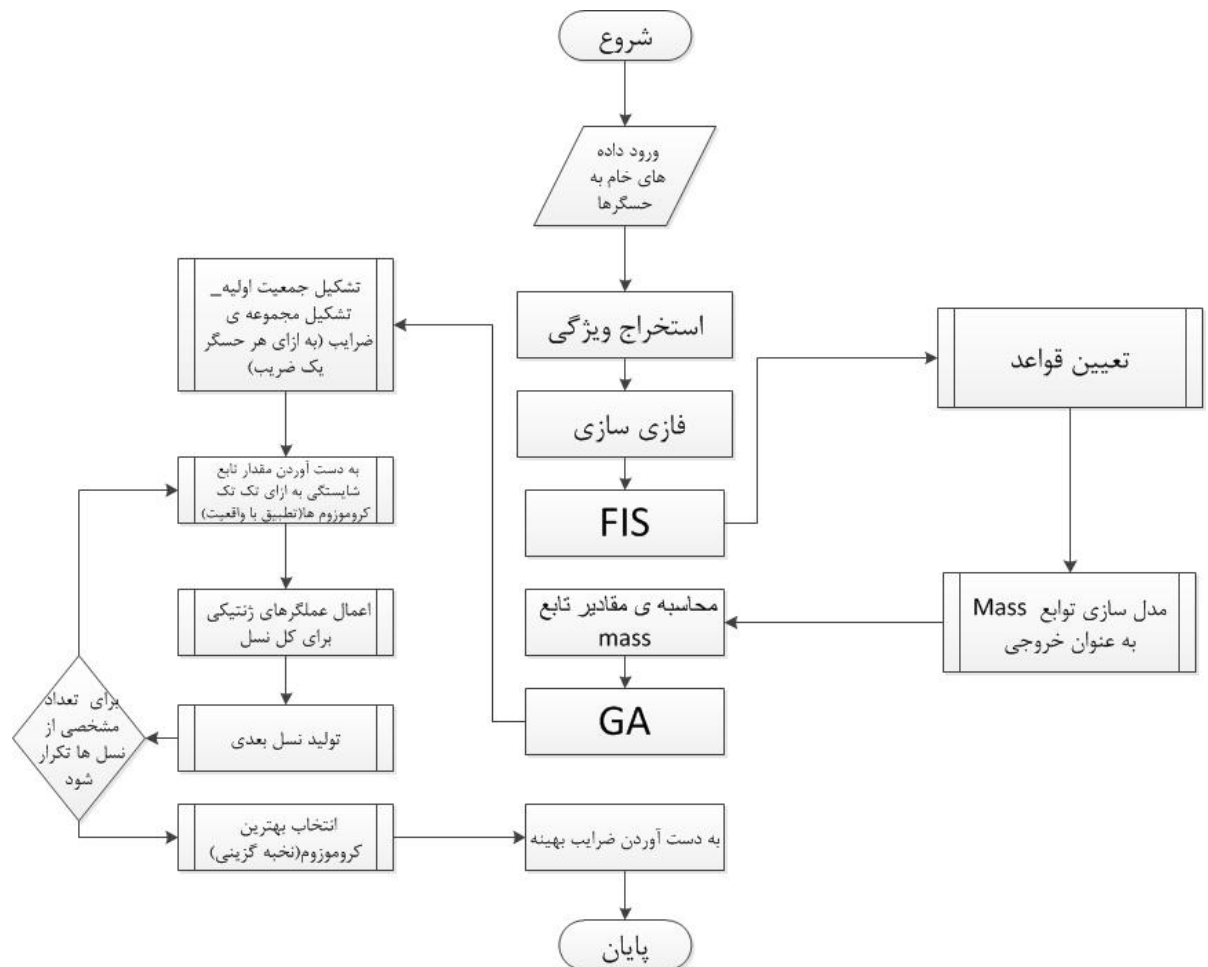 شروع
ورود داده
های خام به
حسگرها
استخراج ویژگی
فازی سازی
FIS
تعیین قواعد
مدل سازی توابع Mass
به عنوان خروجی
محاسبه ی مقادیر تابع
mass
GA
تشکیل جمعیت اولیه_
تشکیل مجموعه ی
ضرایب (به ازای هر حسگر
یک ضریب)
به دست آوردن مقدار تابع
شایستگی به ازای تک تک
کروموزوم ها(تطبیق با واقعیت)
اعمال عملگرهای ژنتیکی
برای کل نسل
تولید نسل بعدی
برای تعداد
مشخصی از
نسل ها تکرار
شود
انتخاب بهترین
کروموزوم(نخبه گزینی)
به دست آوردن ضرایب بهینه
پایان